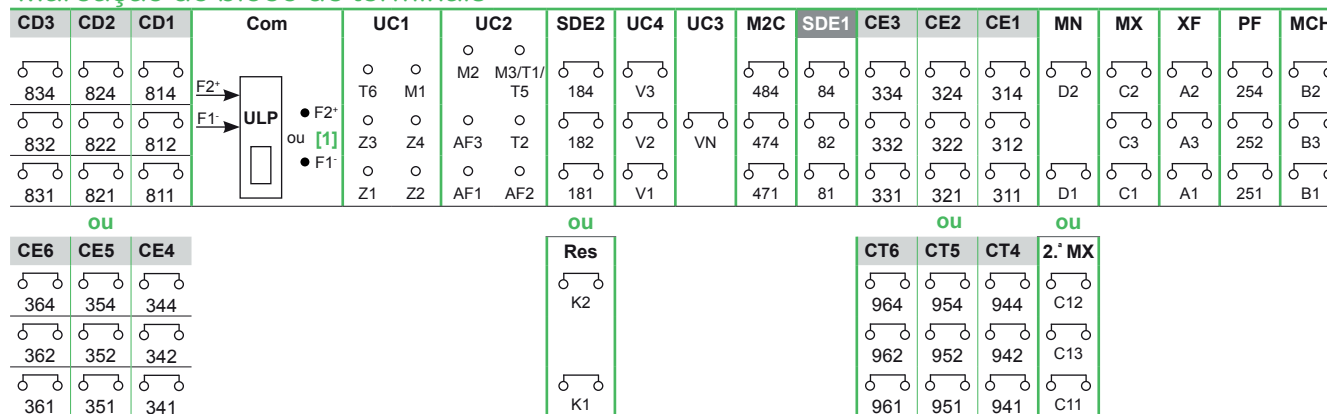 CD3 CD2 CD1 Com UC1 UC2 SDE2 UC4 UC3 M2C SDE1 CE3 CE2 CE1 MN MX XF PF MCH
834 824 814 F2+ T6 M1 M2 M3/T1/T5 184 V3 484 84 334 324 314 D2 C2 A2 254 B2
832 822 812 F1- ULP ou [1] F2+ F1- Z3 Z4 AF3 T2 182 V2 VN 474 82 332 322 312 C3 A3 252 B3
831 821 811 Z1 Z2 AF1 AF2 181 V1 471 81 331 321 311 D1 C1 A1 251 B1
ou ou ou ou
CE6 CE5 CE4 Res CT6 CT5 CT4 2.ª MX
364 354 344 K2 964 954 944 C12
362 352 342 962 952 942 C13
361 351 341 K1 961 951 941 C11